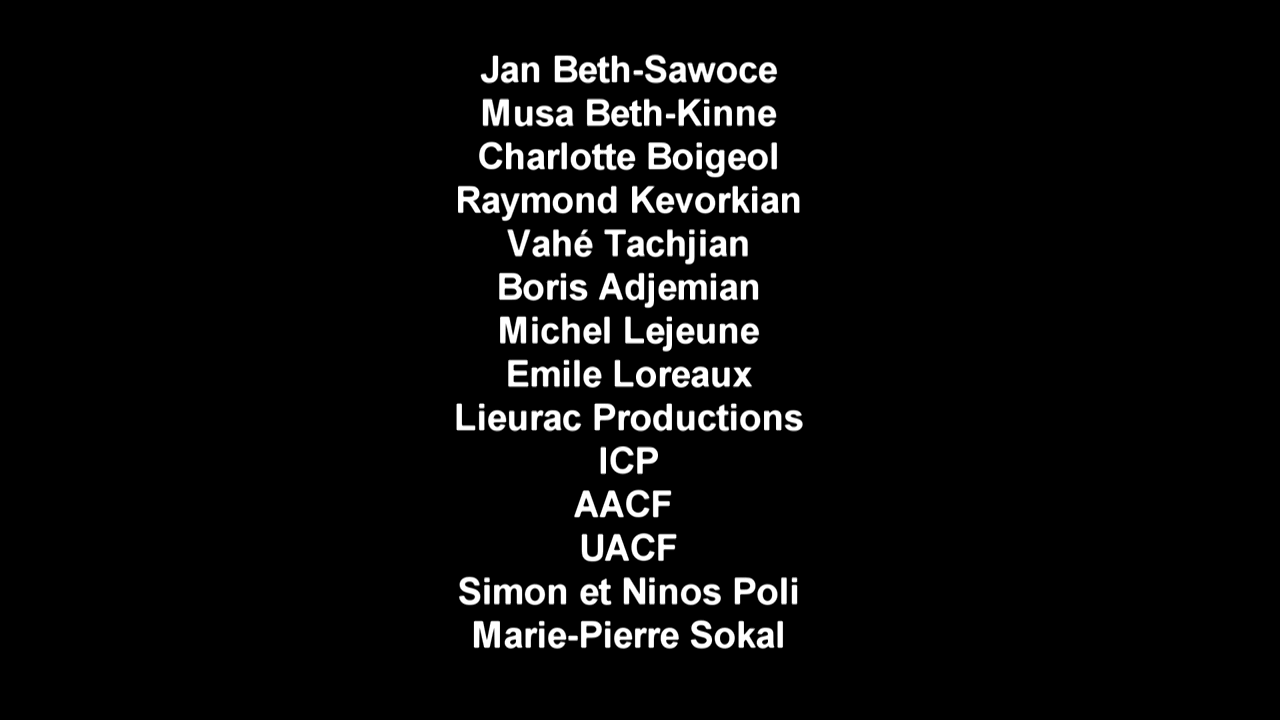 Jan Beth-Sawoce
Musa Beth-Kinne
Charlotte Boigeol
Raymond Kevorkian
Vahé Tachjian
Boris Adjemian
Michel Lejeune
Emile Loreaux
Lieurac Productions
ICP
AACF
UACF
Simon et Ninos Poli
Marie-Pierre Sokal